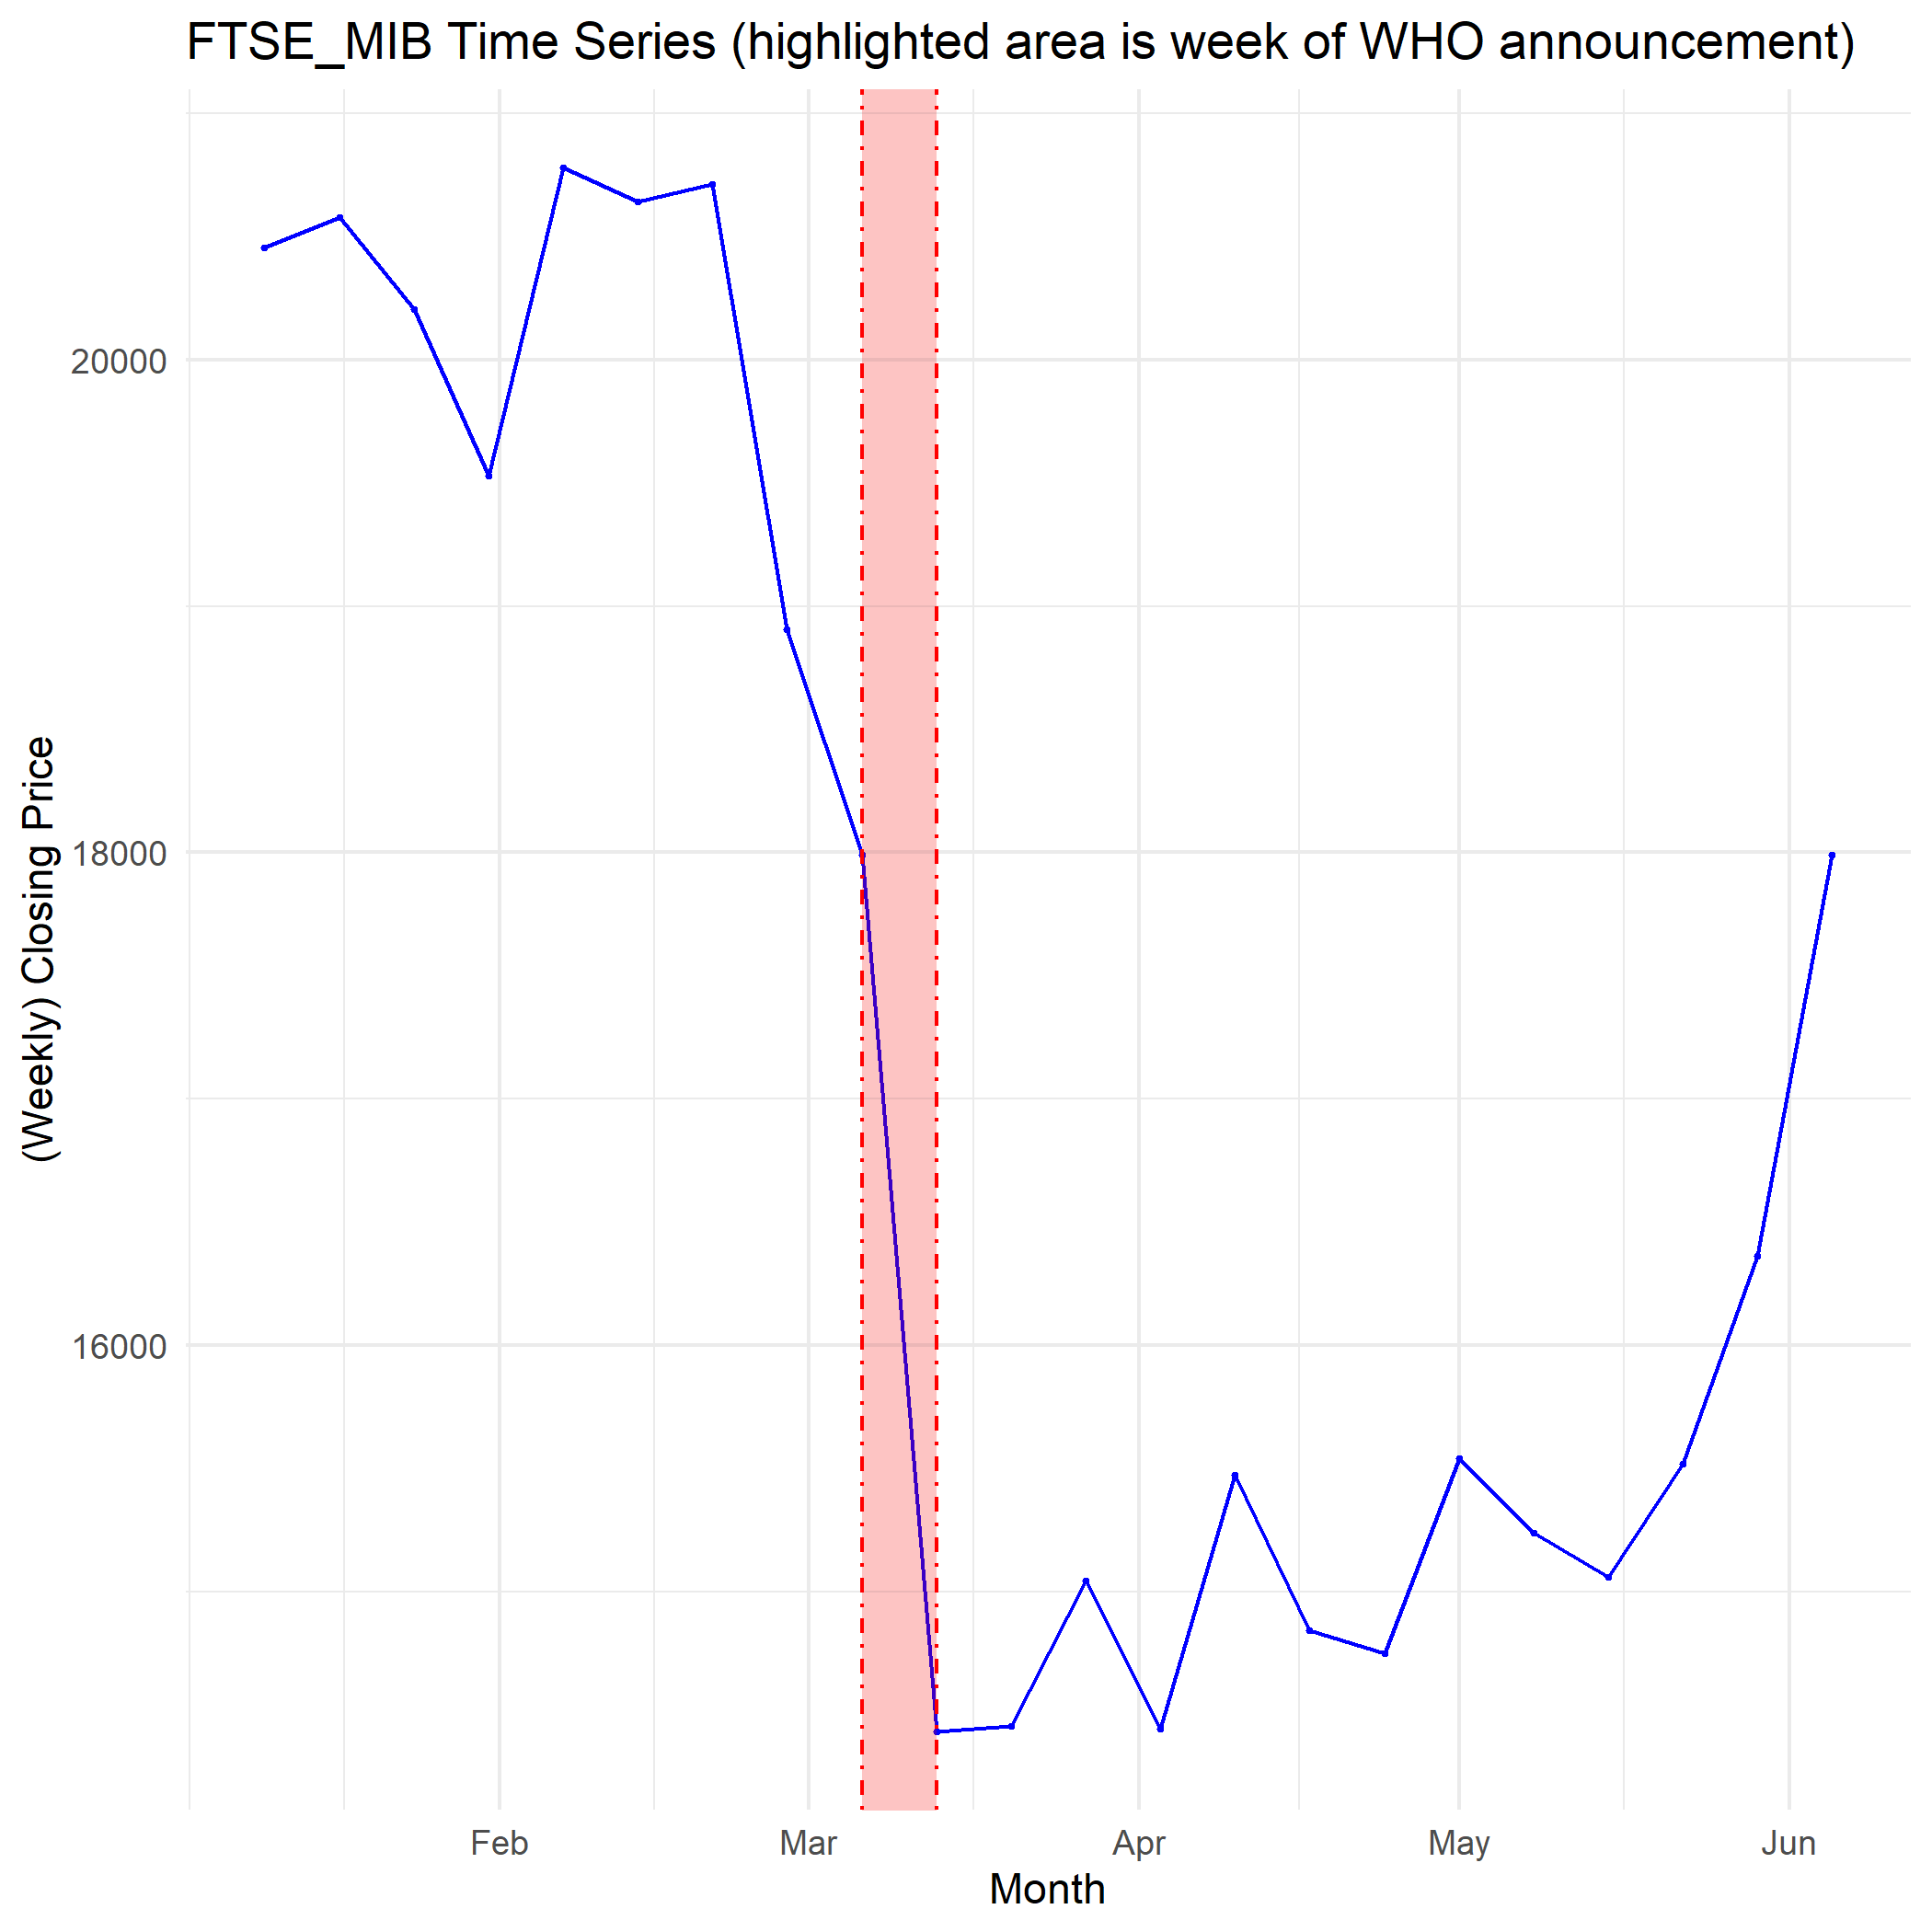 FTSE_MIB Time Series (highlighted area is week of WHO announcement)
(Weekly) Closing Price
20000
18000
16000
Feb
Mar
Apr
May
Jun
Month